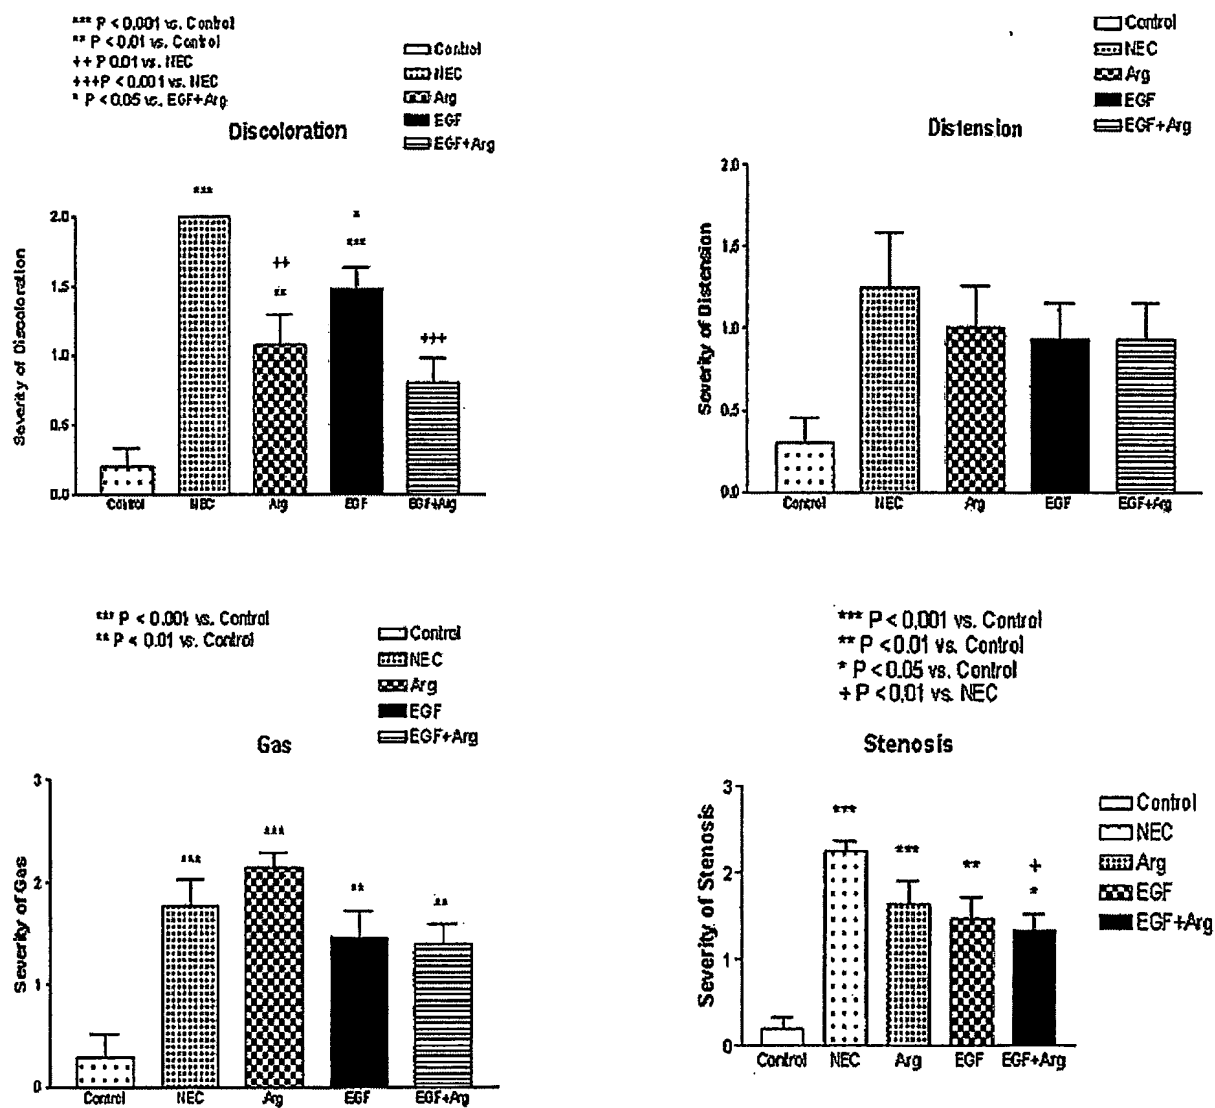 *** P < 0.001 vs. Control
** P < 0.01 vs. Control
++ P 0.01 vs. NEC
+++P < 0.001 vs. NEC
* P < 0.05 vs. EGF+Arg
Control
NEC
Arg
EGF
EGF+Arg
Discoloration
Severity of Discoloration
2.0
1.5
1.0
0.5
0.0
***
++
**
*
***
+++
Control NEC Arg EGF EGF+Arg
Control
NEC
Arg
EGF
EGF+Arg
Distension
Severity of Distension
2.0
1.5
1.0
0.5
0.0
Control NEC Arg EGF EGF+Arg
*** P < 0.001 vs. Control
** P < 0.01 vs. Control
Control
NEC
Arg
EGF
EGF+Arg
Gas
Severity of Gas
3
2
1
0
***
***
**
**
Control NEC Arg EGF EGF+Arg
*** P < 0,001 vs. Control
** P < 0.01 vs. Control
* P < 0.05 vs. Control
+ P < 0.01 vs. NEC
Stenosis
Severity of Stenosis
3
2
1
0
***
***
**
+
*
Control
NEC
Arg
EGF
EGF+Arg
Control NEC Arg EGF EGF+Arg